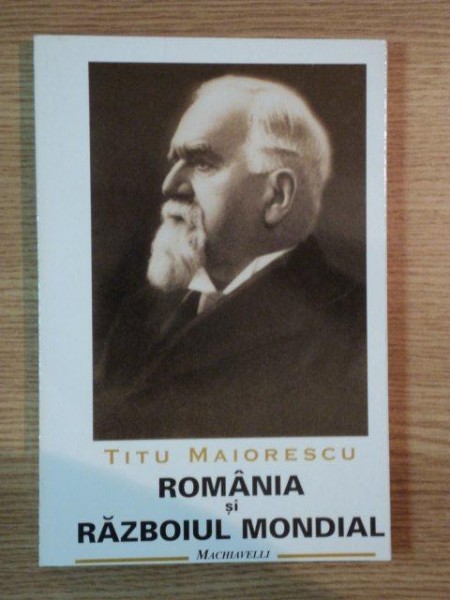 TITU MAIORESCU
ROMÂNIA
și
RĂZBOIUL MONDIAL
MACHIAVELLI